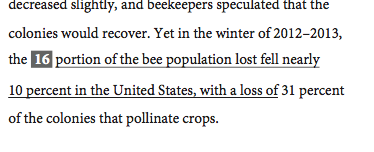 decreased slightly, and beekeepers speculated that the
colonies would recover. Yet in the winter of 2012–2013,
the 16 portion of the bee population lost fell nearly
10 percent in the United States, with a loss of 31 percent
of the colonies that pollinate crops.